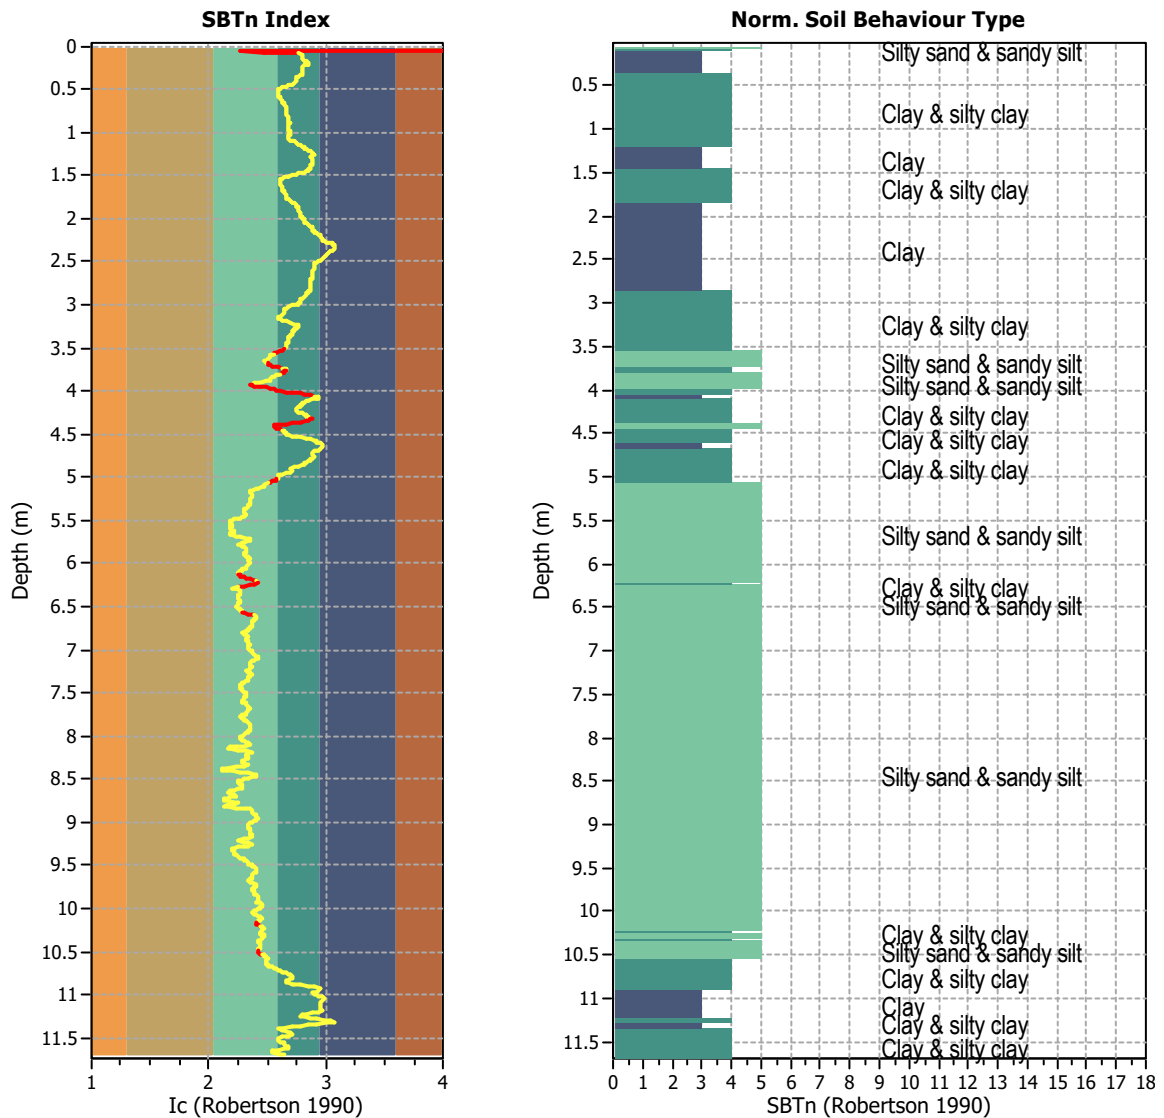 SBTn Index
0
0.5
1
1.5
2
2.5
3
3.5
4
4.5
5
5.5
6
6.5
7
7.5
8
8.5
9
9.5
10
10.5
11
11.5
Depth (m)
1 2 3 4
Ic (Robertson 1990)
Norm. Soil Behaviour Type
0.5
1
1.5
2
2.5
3
3.5
4
4.5
5
5.5
6
6.5
7
7.5
8
8.5
9
9.5
10
10.5
11
11.5
Depth (m)
Silty sand & sandy silt
Clay & silty clay
Clay
Clay & silty clay
Clay
Clay & silty clay
Silty sand & sandy silt
Silty sand & sandy silt
Clay & silty clay
Clay & silty clay
Clay & silty clay
Silty sand & sandy silt
Clay & silty clay
Silty sand & sandy silt
Silty sand & sandy silt
Clay & silty clay
Silty sand & sandy silt
Clay & silty clay
Clay
Clay & silty clay
Clay & silty clay
0 1 2 3 4 5 6 7 8 9 10 11 12 13 14 15 16 17 18
SBTn (Robertson 1990)